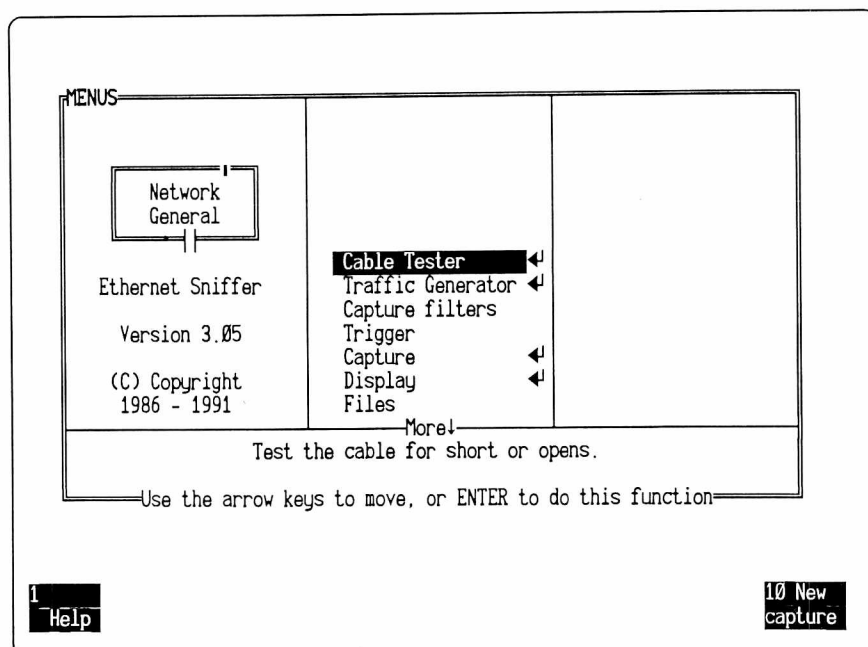 MENUS
Network
General
Ethernet Sniffer
Version 3.05
(C) Copyright
1986 - 1991
Cable Tester
Traffic Generator
Capture filters
Trigger
Capture
Display
Files
More↓
Test the cable for short or opens.
Use the arrow keys to move, or ENTER to do this function
1
Help
10 New
capture